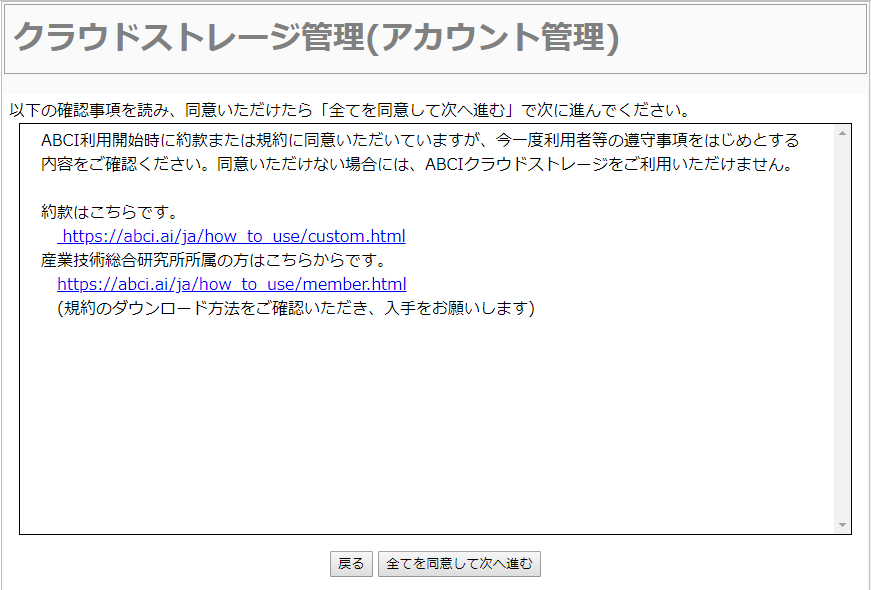 クラウドストレージ管理(アカウント管理)
以下の確認事項を読み、同意いただけたら「全てを同意して次へ進む」で次に進んでください。
ABCI利用開始時に約款または規約に同意いただいていますが、今一度利用者等の遵守事項をはじめとする
内容をご確認ください。同意いただけない場合には、ABCIクラウドストレージをご利用いただけません。
約款はこちらです。
https://abci.ai/ja/how_to_use/custom.html
産業技術総合研究所所属の方はこちらからです。
https://abci.ai/ja/how_to_use/member.html
(規約のダウンロード方法をご確認いただき、入手をお願いします)
戻る 全てを同意して次へ進む